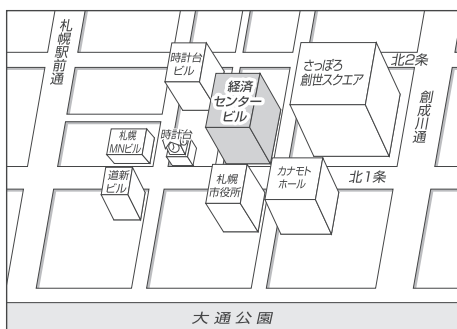 札幌駅前通
時計台
ビル
さっぽろ
創世スクエア
北2条
創成川通
経済
センター
ビル
時計台
札幌
MNビル
道新
ビル
札幌
市役所
カナモト
ホール
北1条
大通公園